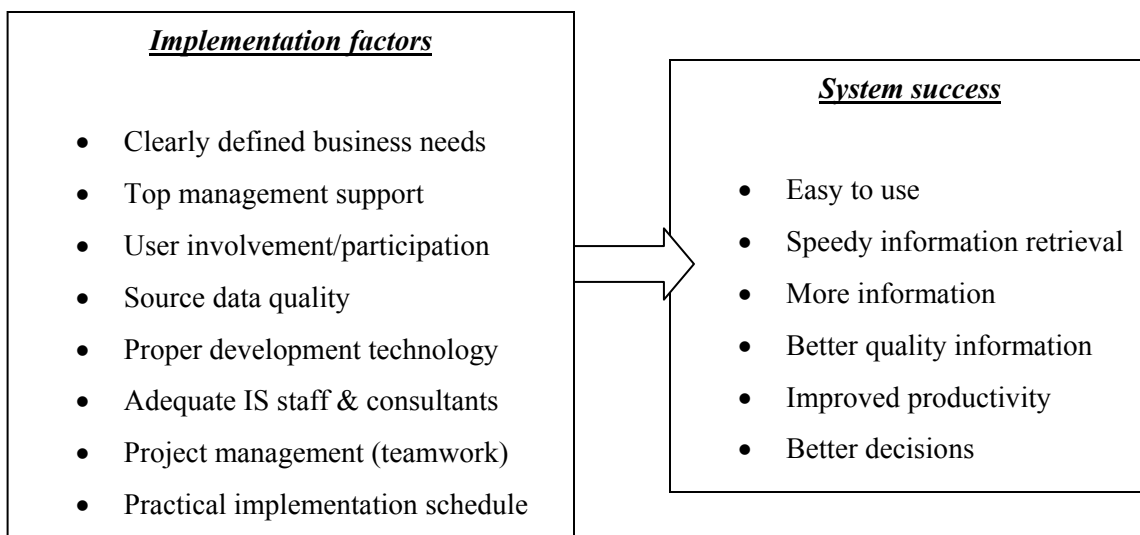 Implementation factors
• Clearly defined business needs
• Top management support
• User involvement/participation
• Source data quality
• Proper development technology
• Adequate IS staff & consultants
• Project management (teamwork)
• Practical implementation schedule
System success
• Easy to use
• Speedy information retrieval
• More information
• Better quality information
• Improved productivity
• Better decisions